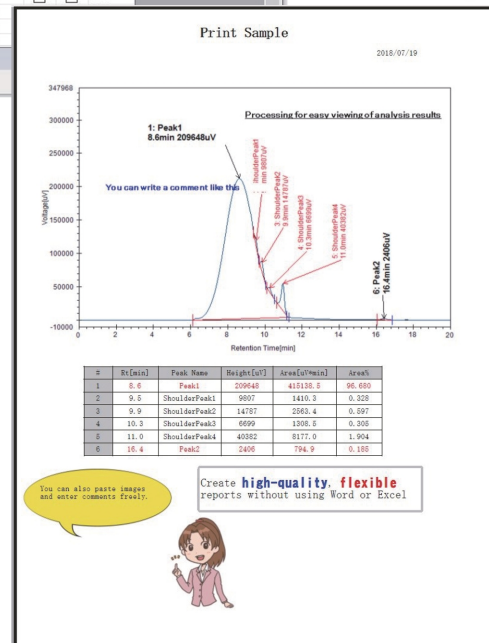 Print Sample
2018/07/19
347968
300000
250000
200000
150000
100000
50000
-10000
Voltage[uV]
Processing for easy viewing of analysis results
1: Peak1
8.6min 209648uV
You can write a comment like this
ShoulderPeak1
min 9807uV
3: ShoulderPeak2
9.9min 14787uV
4: ShoulderPeak3
10.3min 6699uV
5: ShoulderPeak4
11.0min 40382uV
6: Peak2
16.4min 2406uV
0 2 4 6 8 10 12 14 16 18 20
Retention Time[min]
# Rt[min] Peak Name Height[uV] Area[uV*min] Area%
1 8.6 Peak1 209648 415138.5 96.680
2 9.5 ShoulderPeak1 9807 1410.3 0.328
3 9.9 ShoulderPeak2 14787 2563.4 0.597
4 10.3 ShoulderPeak3 6699 1308.5 0.305
5 11.0 ShoulderPeak4 40382 8177.0 1.904
6 16.4 Peak2 2406 794.9 0.185
You can also paste images
and enter comments freely.
Create high-quality, flexible
reports without using Word or Excel